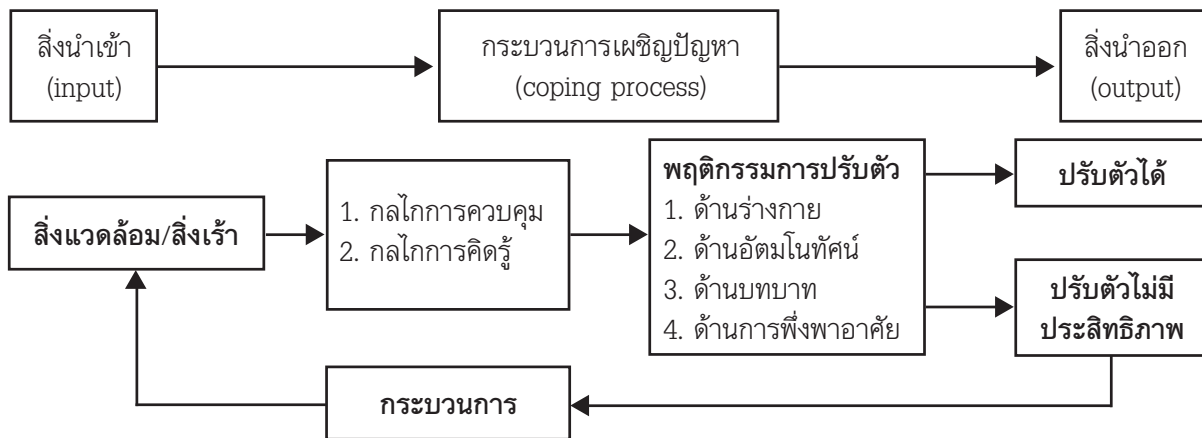 สิ่งนำเข้า
(input)
กระบวนการเผชิญปัญหา
(coping process)
สิ่งนำออก
(output)
สิ่งแวดล้อม/สิ่งเร้า
1. กลไกการควบคุม
2. กลไกการคิดรู้
พฤติกรรมการปรับตัว
1. ด้านร่างกาย
2. ด้านอัตมโนทัศน์
3. ด้านบทบาท
4. ด้านการพึ่งพาอาศัย
ปรับตัวได้
ปรับตัวไม่มี
ประสิทธิภาพ
กระบวนการ